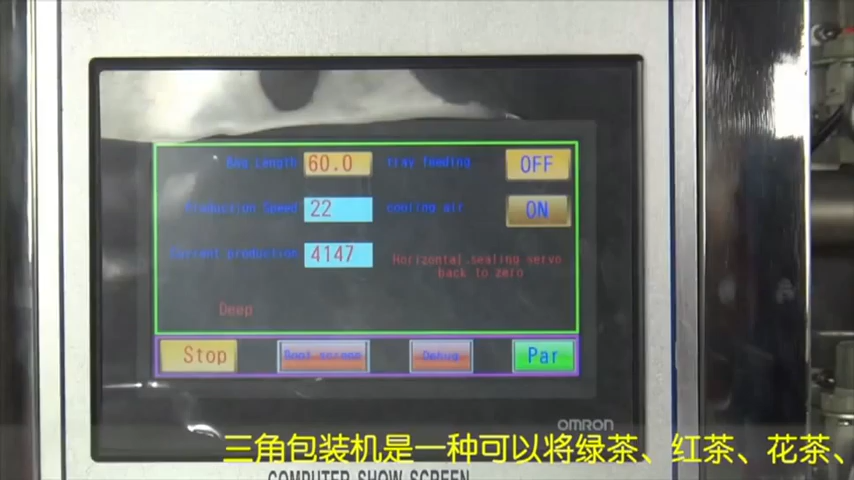 Bag Length 60.0 tray feeding OFF
Production Speed 22 cooling air ON
Current production 4147
Horizontal sealing servo
back to zero
Deep
Stop Boot screen Debug Par
OMRON
三角包装机是一种可以将绿茶、红茶、花茶、
COMPUTER SHOW SCREEN